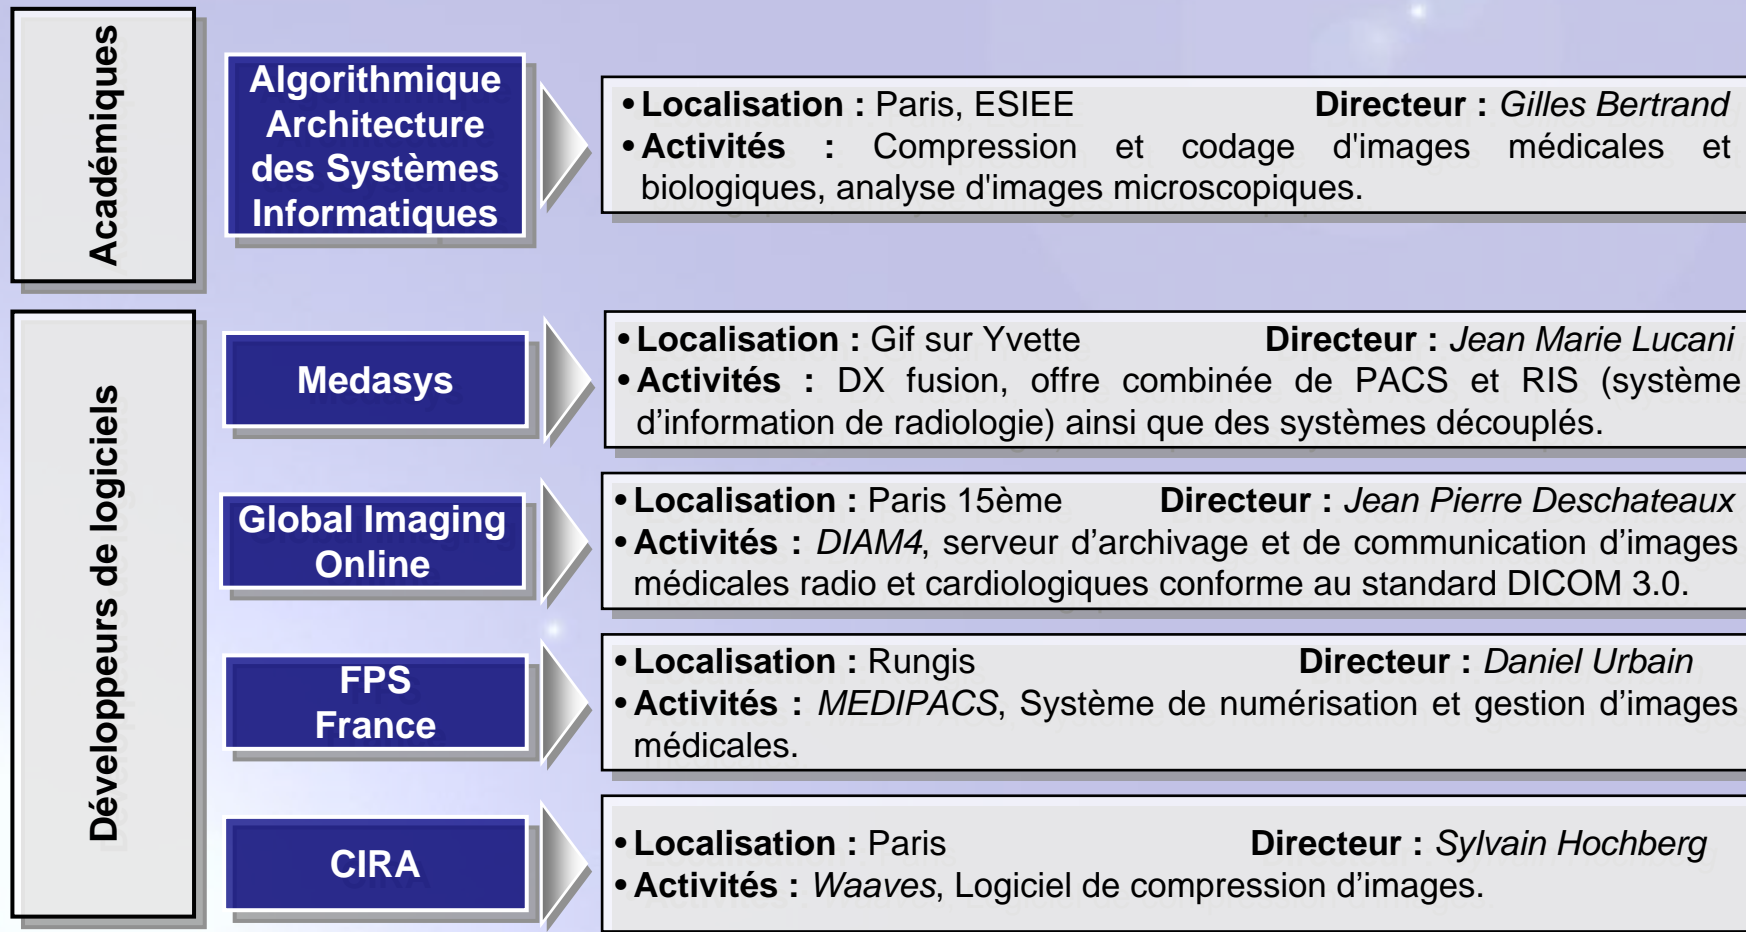 Académiques
Algorithmique
Architecture
des Systèmes
Informatiques
• Localisation : Paris, ESIEE Directeur : Gilles Bertrand
• Activités : Compression et codage d'images médicales et
biologiques, analyse d'images microscopiques.
Développeurs de logiciels
Medasys
• Localisation : Gif sur Yvette Directeur : Jean Marie Lucani
• Activités : DX fusion, offre combinée de PACS et RIS (système
d’information de radiologie) ainsi que des systèmes découplés.
Global Imaging
Online
• Localisation : Paris 15ème Directeur : Jean Pierre Deschateaux
• Activités : DIAM4, serveur d’archivage et de communication d’images
médicales radio et cardiologiques conforme au standard DICOM 3.0.
FPS
France
• Localisation : Rungis Directeur : Daniel Urbain
• Activités : MEDIPACS, Système de numérisation et gestion d’images
médicales.
CIRA
• Localisation : Paris Directeur : Sylvain Hochberg
• Activités : Waaves, Logiciel de compression d’images.